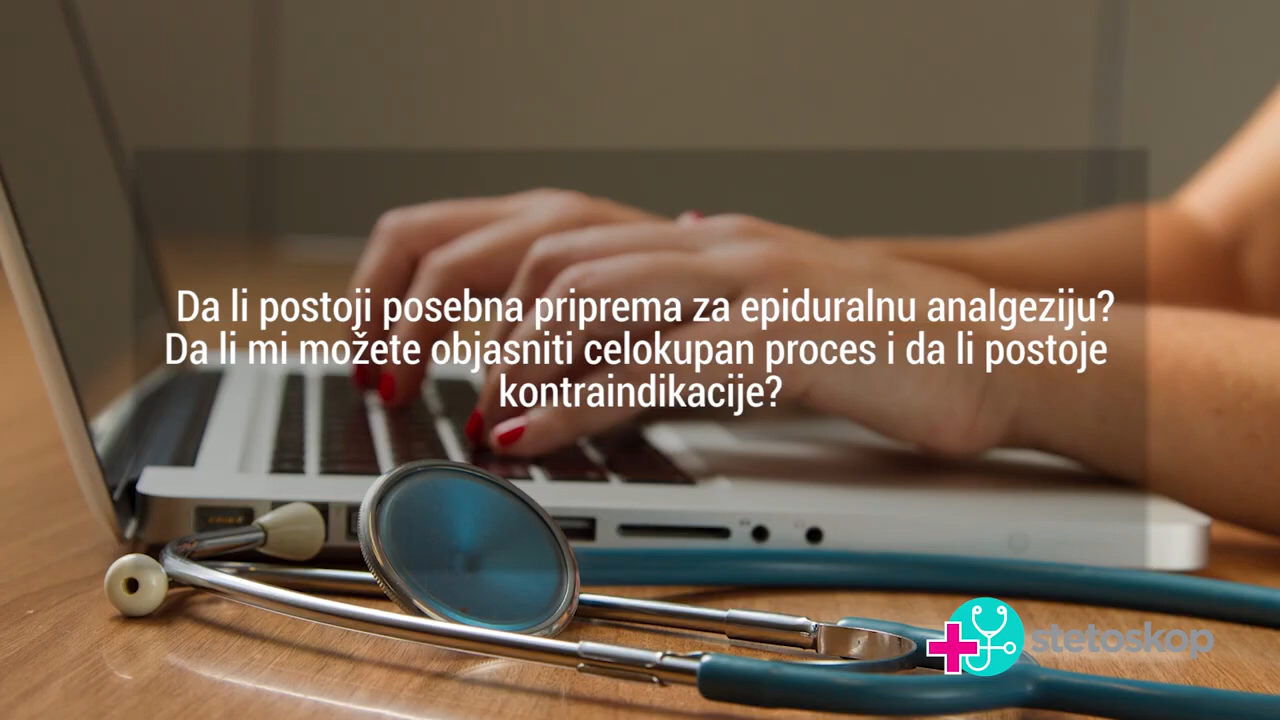 Da li postoji posebna priprema za epiduralnu analgeziju?
Da li mi možete objasniti celokupan proces i da li postoje
kontraindikacije?
stetoskop